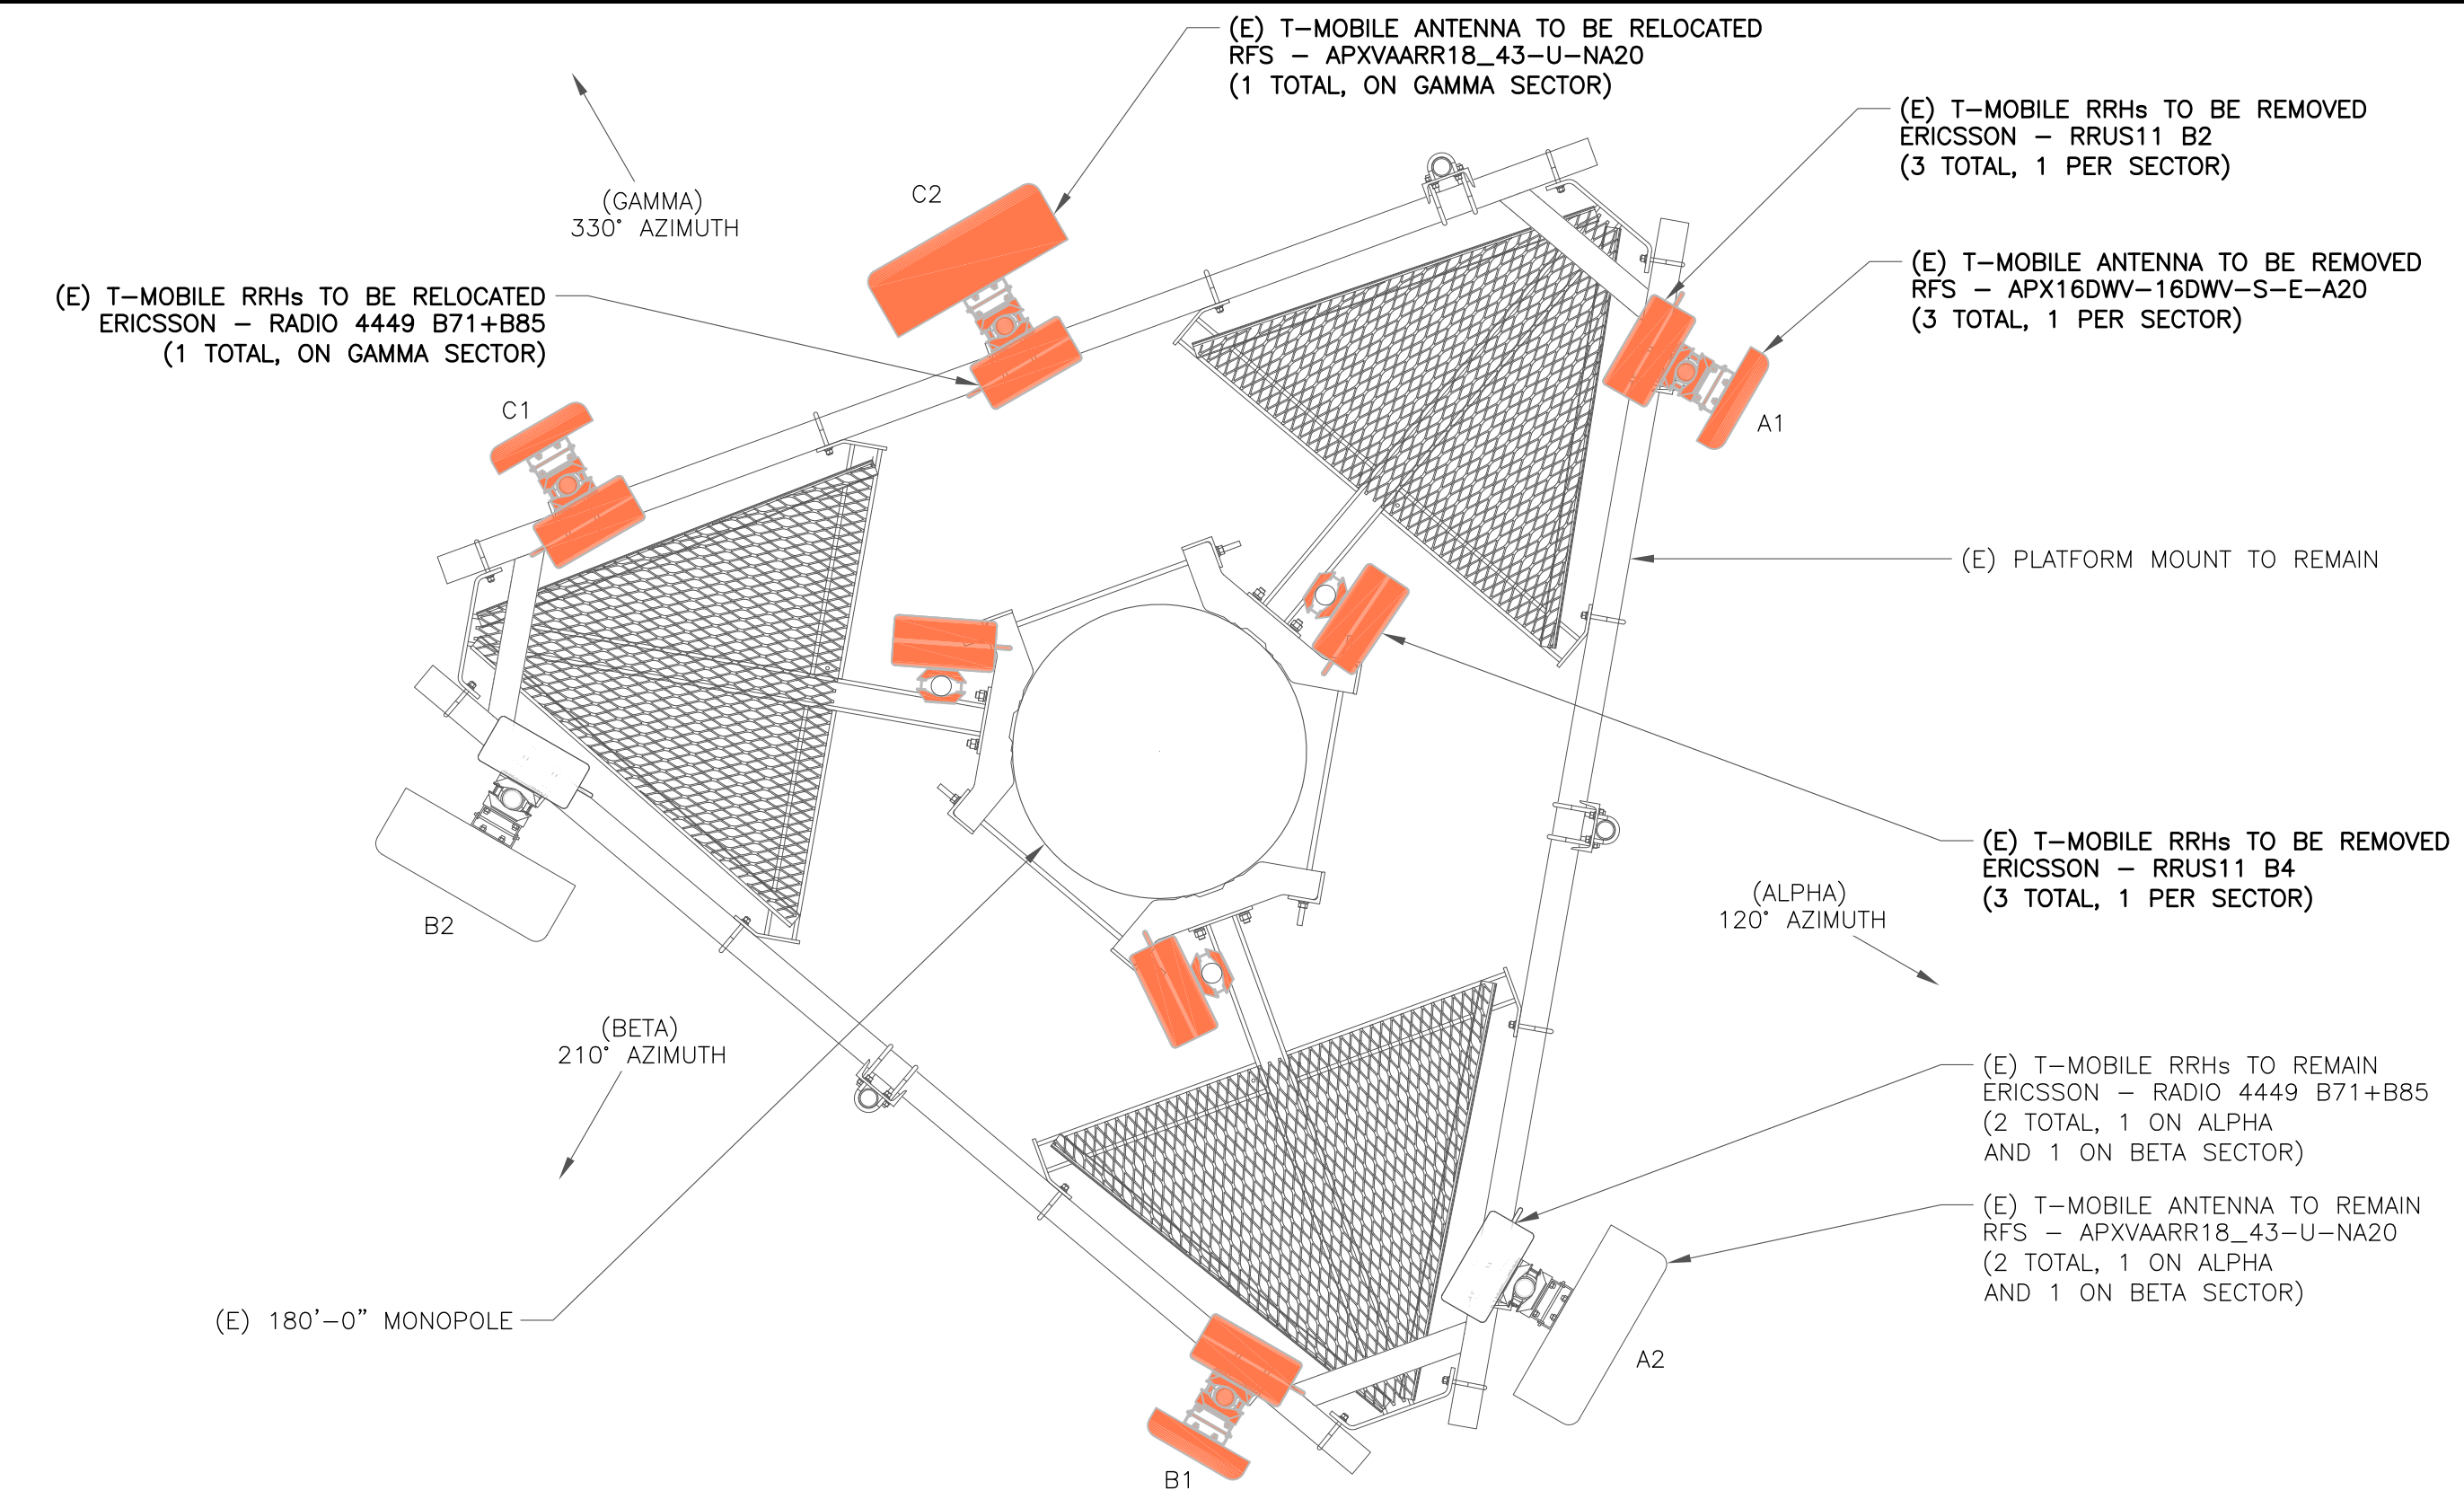 (E) T-MOBILE ANTENNA TO BE RELOCATED
RFS - APXVAARR18_43-U-NA20
(1 TOTAL, ON GAMMA SECTOR)
(E) T-MOBILE RRHs TO BE REMOVED
ERICSSON - RRUS11 B2
(3 TOTAL, 1 PER SECTOR)
(GAMMA)
330° AZIMUTH
C2
(E) T-MOBILE ANTENNA TO BE REMOVED
RFS - APX16DWV-16DWV-S-E-A20
(3 TOTAL, 1 PER SECTOR)
(E) T-MOBILE RRHs TO BE RELOCATED
ERICSSON - RADIO 4449 B71+B85
(1 TOTAL, ON GAMMA SECTOR)
C1
A1
(E) PLATFORM MOUNT TO REMAIN
(E) T-MOBILE RRHs TO BE REMOVED
ERICSSON - RRUS11 B4
(3 TOTAL, 1 PER SECTOR)
(ALPHA)
120° AZIMUTH
B2
(BETA)
210° AZIMUTH
(E) T-MOBILE RRHs TO REMAIN
ERICSSON - RADIO 4449 B71+B85
(2 TOTAL, 1 ON ALPHA
AND 1 ON BETA SECTOR)
(E) T-MOBILE ANTENNA TO REMAIN
RFS - APXVAARR18_43-U-NA20
(2 TOTAL, 1 ON ALPHA
AND 1 ON BETA SECTOR)
(E) 180'-0" MONOPOLE
A2
B1